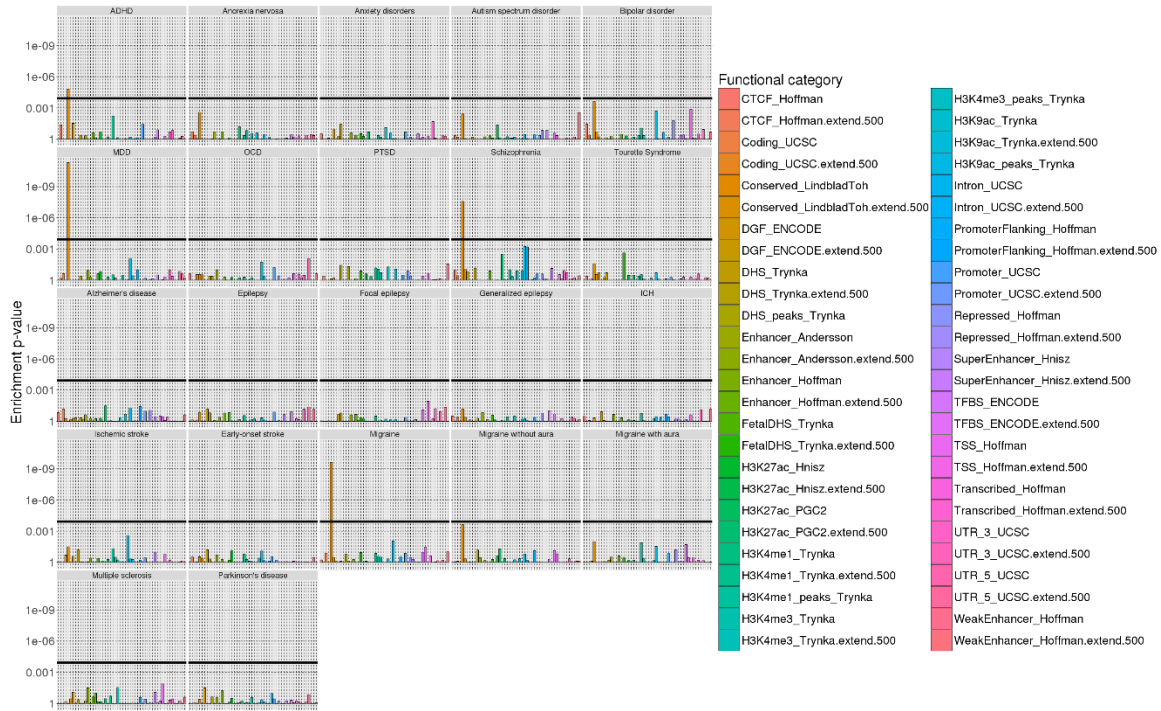 ADHD
Anorexia nervosa
Anxiety disorders
Autism spectrum disorder
Bipolar disorder
1e-09
1e-06
0.001
1
MDD
OCD
PTSD
Schizophrenia
Tourette Syndrome
1e-09
1e-06
0.001
1
Alzheimer's disease
Epilepsy
Focal epilepsy
Generalized epilepsy
ICH
1e-09
1e-06
0.001
1
Ischemic stroke
Early-onset stroke
Migraine
Migraine without aura
Migraine with aura
1e-09
1e-06
0.001
1
Multiple sclerosis
Parkinson's disease
1e-09
1e-06
0.001
1
Enrichment p-value
Functional category
CTCF_Hoffman
CTCF_Hoffman.extend.500
Coding_UCSC
Coding_UCSC.extend.500
Conserved_LindbladToh
Conserved_LindbladToh.extend.500
DGF_ENCODE
DGF_ENCODE.extend.500
DHS_Trynka
DHS_Trynka.extend.500
DHS_peaks_Trynka
Enhancer_Andersson
Enhancer_Andersson.extend.500
Enhancer_Hoffman
Enhancer_Hoffman.extend.500
FetalDHS_Trynka
FetalDHS_Trynka.extend.500
H3K27ac_Hnisz
H3K27ac_Hnisz.extend.500
H3K27ac_PGC2
H3K27ac_PGC2.extend.500
H3K4me1_Trynka
H3K4me1_Trynka.extend.500
H3K4me1_peaks_Trynka
H3K4me3_Trynka
H3K4me3_Trynka.extend.500
H3K4me3_peaks_Trynka
H3K9ac_Trynka
H3K9ac_Trynka.extend.500
H3K9ac_peaks_Trynka
Intron_UCSC
Intron_UCSC.extend.500
PromoterFlanking_Hoffman
PromoterFlanking_Hoffman.extend.500
Promoter_UCSC
Promoter_UCSC.extend.500
Repressed_Hoffman
Repressed_Hoffman.extend.500
SuperEnhancer_Hnisz
SuperEnhancer_Hnisz.extend.500
TFBS_ENCODE
TFBS_ENCODE.extend.500
TSS_Hoffman
TSS_Hoffman.extend.500
Transcribed_Hoffman
Transcribed_Hoffman.extend.500
UTR_3_UCSC
UTR_3_UCSC.extend.500
UTR_5_UCSC
UTR_5_UCSC.extend.500
WeakEnhancer_Hoffman
WeakEnhancer_Hoffman.extend.500